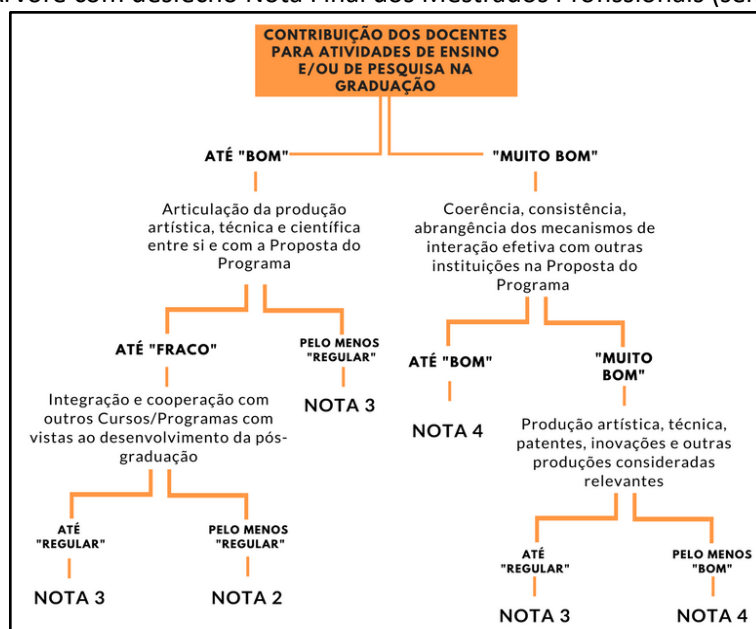 Árvore com desfecho Nota Final dos Mestrados Profissionais (sem
CONTRIBUIÇÃO DOS DOCENTES
PARA ATIVIDADES DE ENSINO
E/OU DE PESQUISA NA
GRADUAÇÃO
ATÉ "BOM"
"MUITO BOM"
Articulação da produção
artística, técnica e científica
entre si e com a Proposta do
Programa
Coerência, consistência,
abrangência dos mecanismos de
interação efetiva com outras
instituições na Proposta do
Programa
ATÉ "FRACO"
PELO MENOS
"REGULAR"
ATÉ "BOM"
"MUITO
BOM"
Integração e cooperação com
outros Cursos/Programas com
vistas ao desenvolvimento da pós-
graduação
NOTA 3
NOTA 4
Produção artística, técnica,
patentes, inovações e outras
produções consideradas
relevantes
ATÉ
"REGULAR"
PELO MENOS
"REGULAR"
ATÉ
"REGULAR"
PELO MENOS
"BOM"
NOTA 3
NOTA 2
NOTA 3
NOTA 4